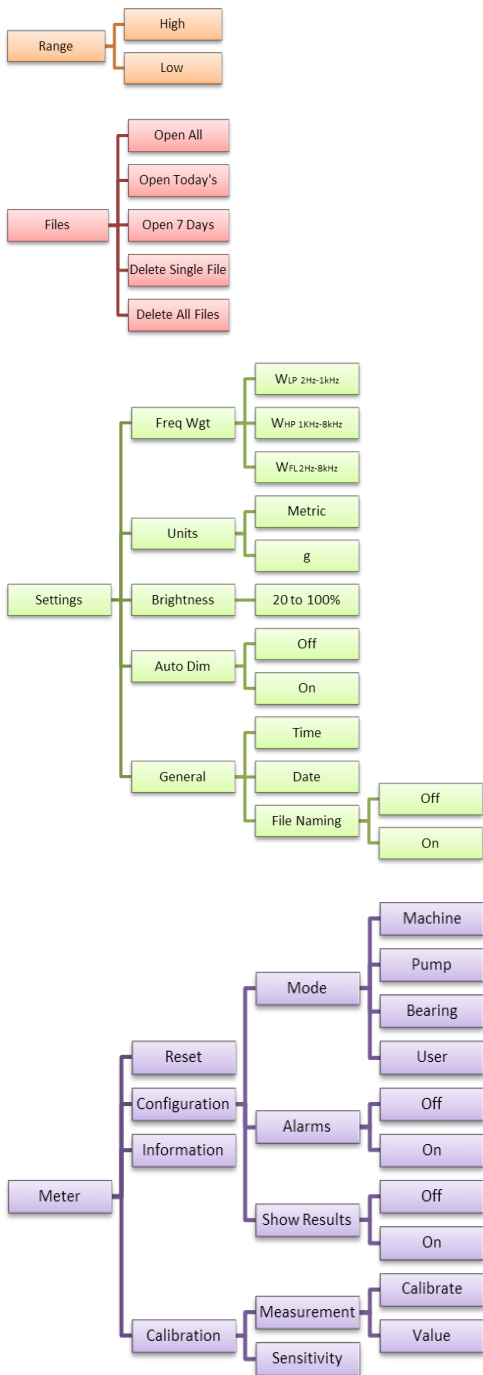 High
Range
Low
Open All
Open Today's
Files
Open 7 Days
Delete Single File
Delete All Files
WLP 2Hz-1kHz
Freq Wgt
WHP 1KHz-8kHz
WFL 2Hz-8kHz
Metric
Units
g
Settings
Brightness
20 to 100%
Off
Auto Dim
On
Time
General
Date
File Naming
Off
On
Machine
Mode
Pump
Bearing
User
Reset
Configuration
Alarms
Off
On
Information
Meter
Show Results
Off
On
Calibration
Measurement
Calibrate
Value
Sensitivity